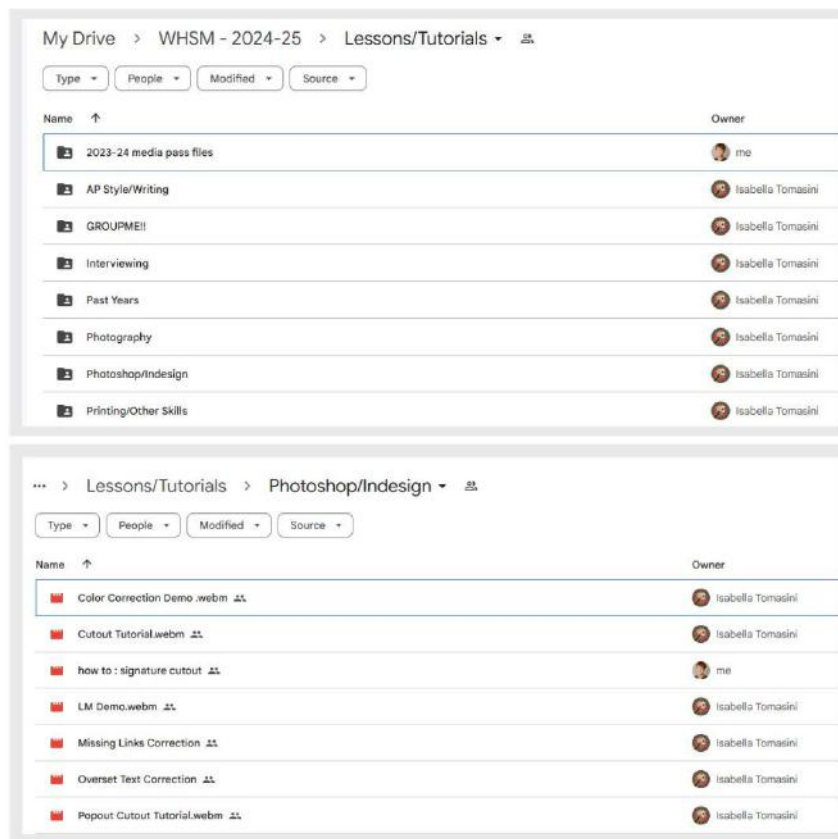 My Drive > WHSM - 2024-25 > Lessons/Tutorials
Type People Modified Source
Name Owner
2023-24 media pass files me
AP Style/Writing Isabella Tomasini
GROUPME!! Isabella Tomasini
Interviewing Isabella Tomasini
Past Years Isabella Tomasini
Photography Isabella Tomasini
Photoshop/Indesign Isabella Tomasini
Printing/Other Skills Isabella Tomasini
... > Lessons/Tutorials > Photoshop/Indesign
Type People Modified Source
Name Owner
Color Correction Demo .webm Isabella Tomasini
Cutout Tutorial.webm Isabella Tomasini
how to : signature cutout me
LM Demo.webm Isabella Tomasini
Missing Links Correction Isabella Tomasini
Overset Text Correction Isabella Tomasini
Popout Cutout Tutorial.webm Isabella Tomasini